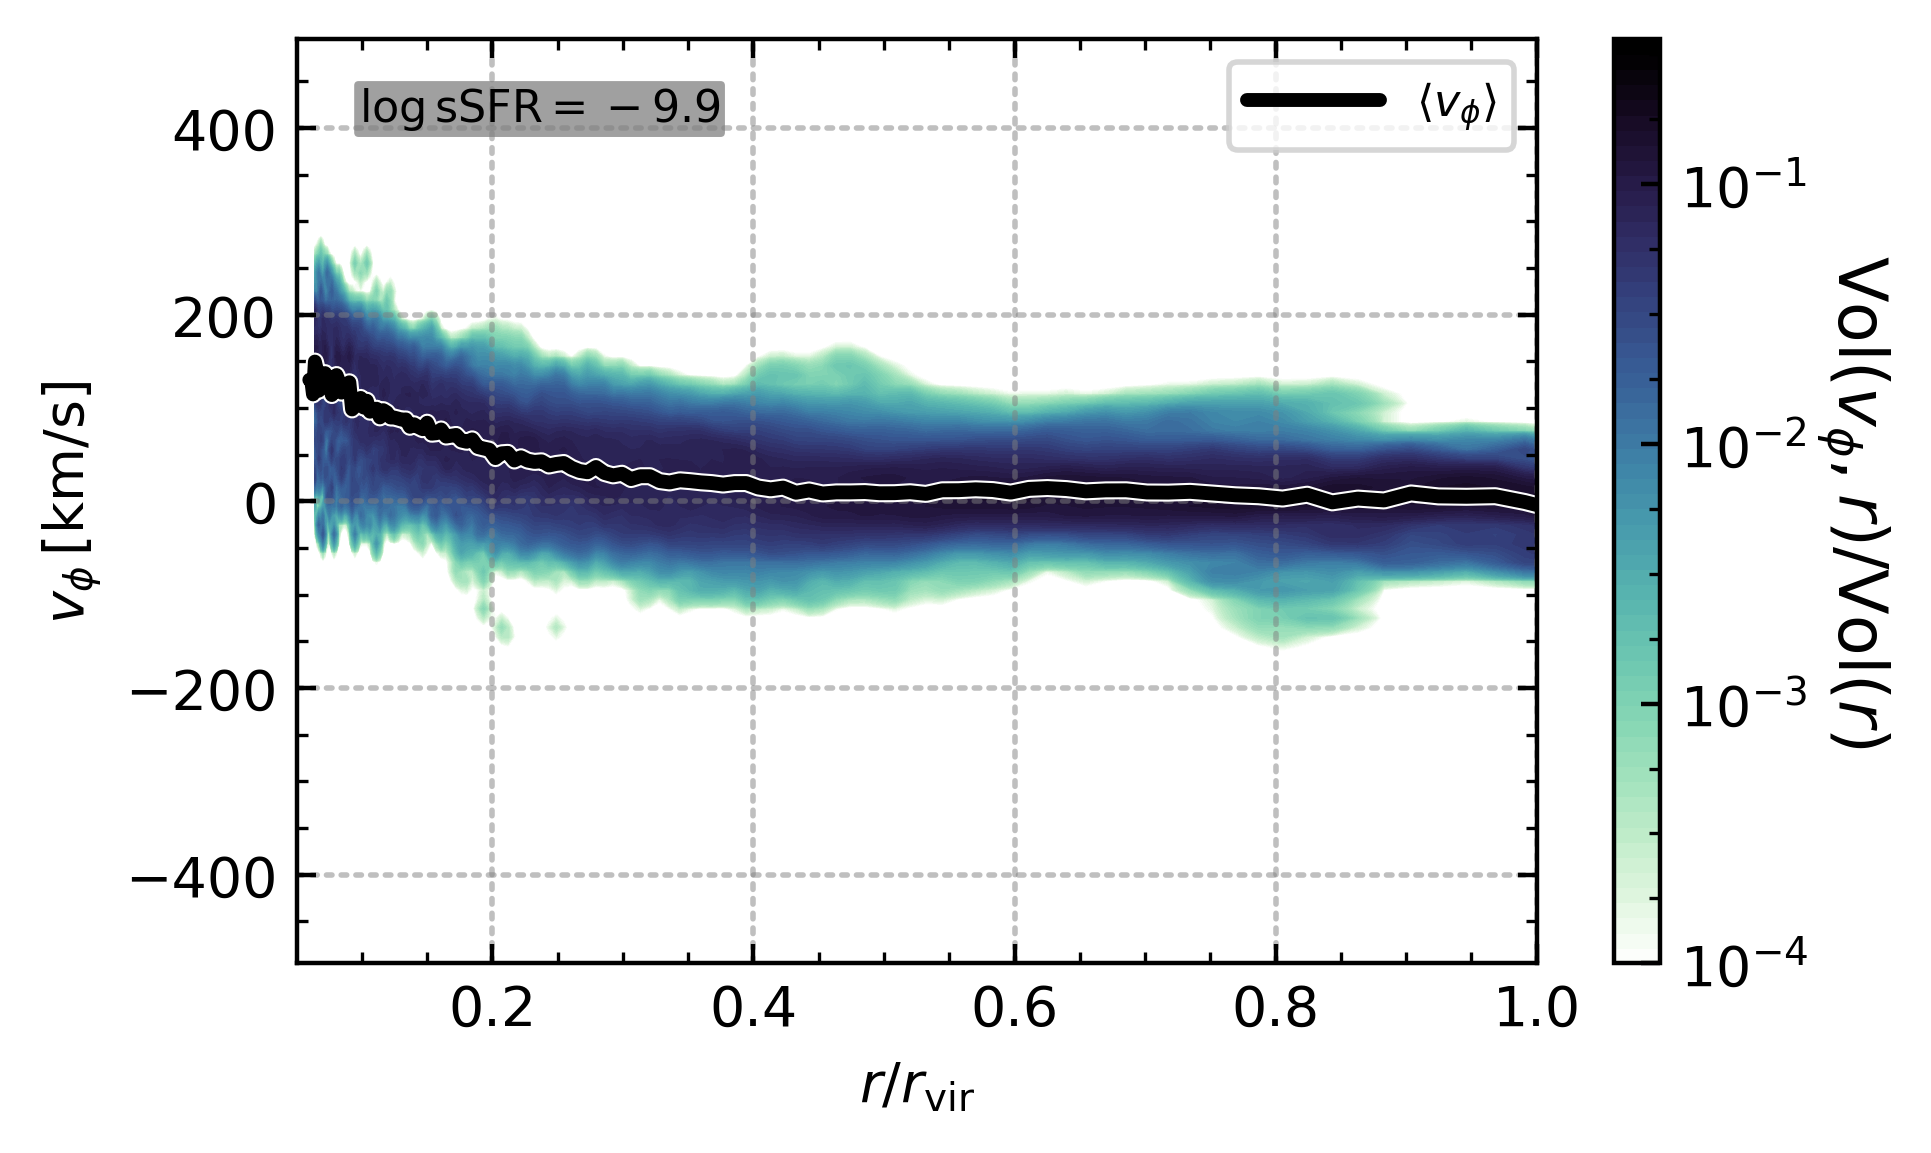 log sSFR = −9.9
⟨v_ϕ⟩
400
200
0
−200
−400
v_ϕ [km/s]
0.2
0.4
0.6
0.8
1.0
r/r_vir
10^−1
10^−2
10^−3
10^−4
Vol(v_ϕ, r)/Vol(r)